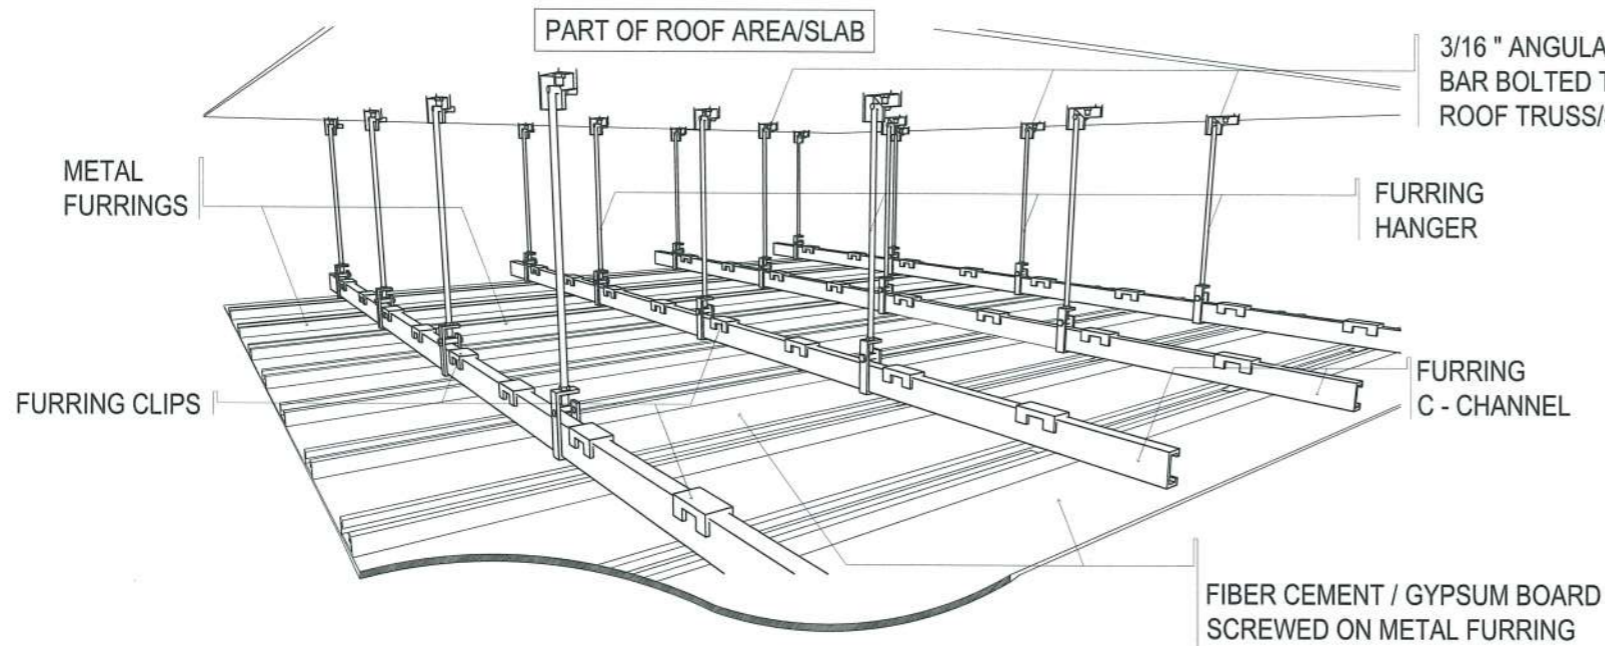 PART OF ROOF AREA/SLAB
3/16 " ANGULA
BAR BOLTED T
ROOF TRUSS/
METAL
FURRINGS
FURRING
HANGER
FURRING CLIPS
FURRING
C - CHANNEL
FIBER CEMENT / GYPSUM BOARD
SCREWED ON METAL FURRING